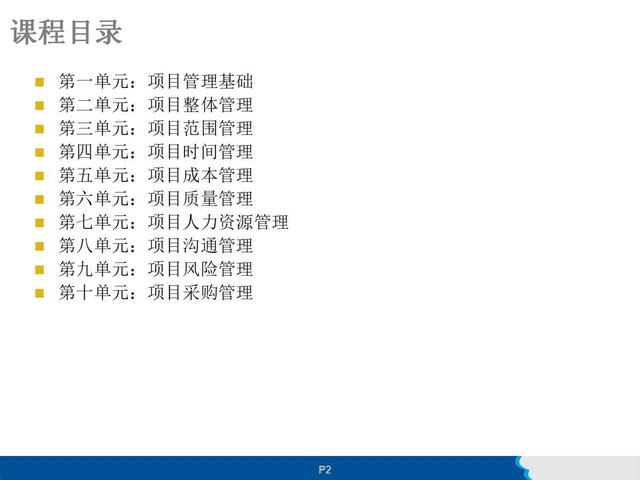 课程目录
第一单元：项目管理基础
第二单元：项目整体管理
第三单元：项目范围管理
第四单元：项目时间管理
第五单元：项目成本管理
第六单元：项目质量管理
第七单元：项目人力资源管理
第八单元：项目沟通管理
第九单元：项目风险管理
第十单元：项目采购管理
P2